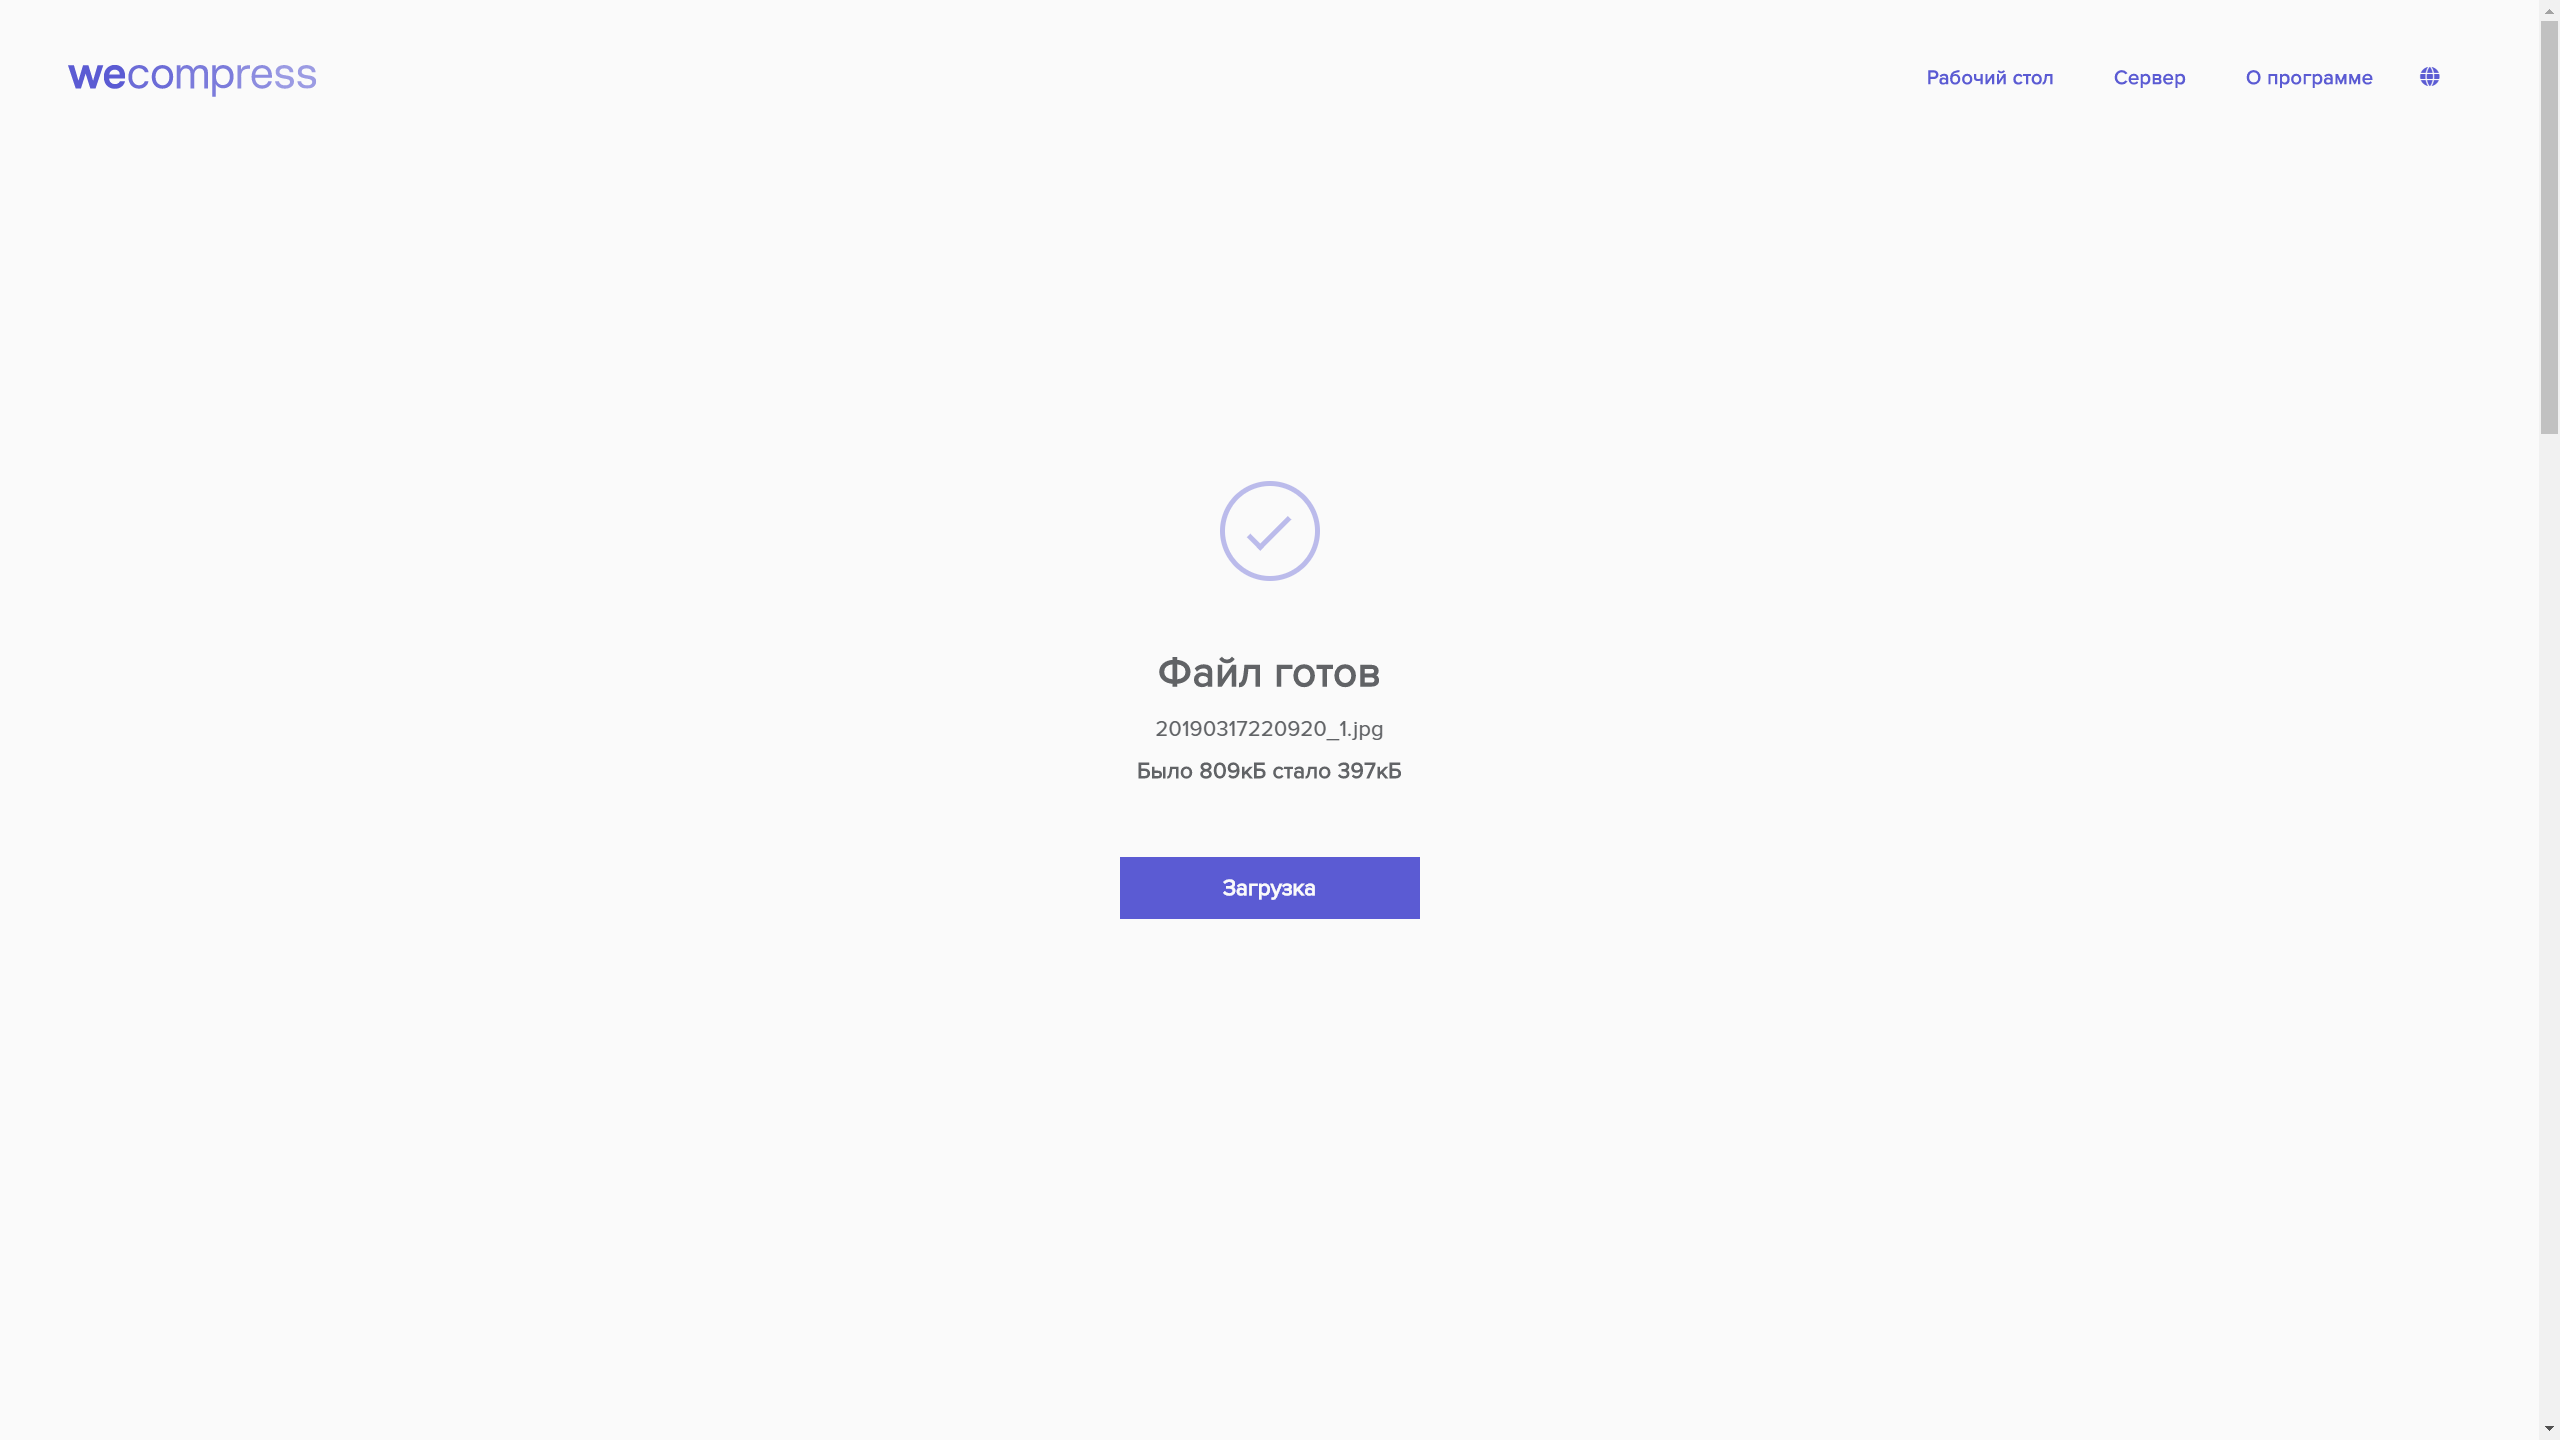 wecompress
Рабочий стол
Сервер
О программе
Файл готов
20190317220920_1.jpg
Было 809кБ стало 397кБ
Загрузка